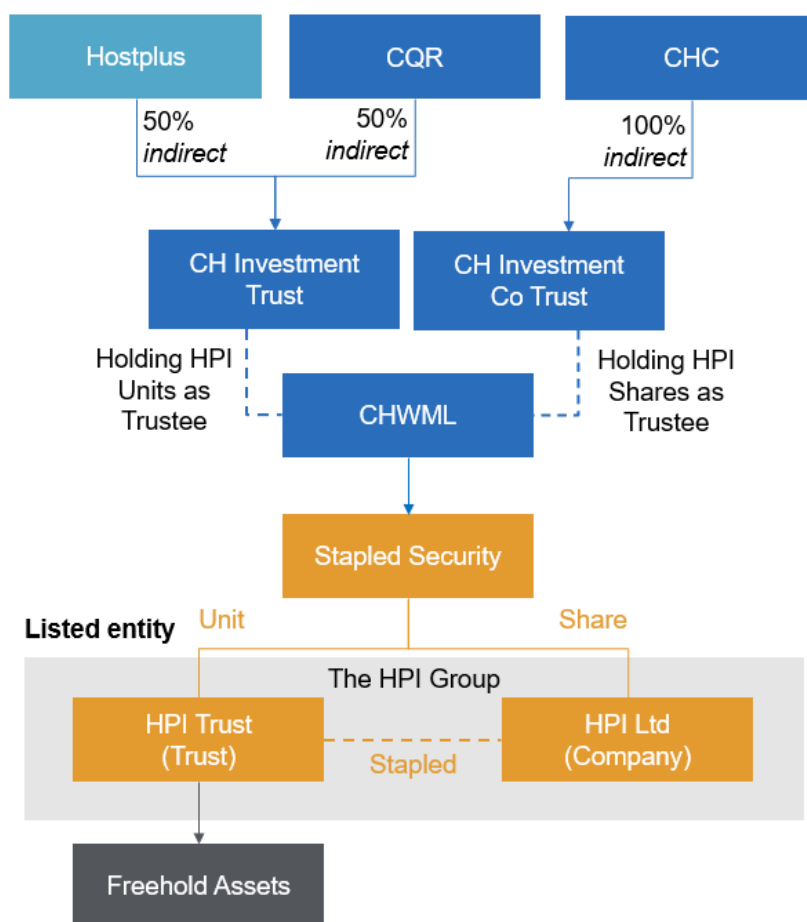 Hostplus
CQR
CHC
50%
indirect
50%
indirect
100%
indirect
CH Investment
Trust
CH Investment
Co Trust
Holding HPI
Units as
Trustee
CHWML
Holding HPI
Shares as
Trustee
Stapled Security
Listed entity
Unit
Share
The HPI Group
HPI Trust
(Trust)
Stapled
HPI Ltd
(Company)
Freehold Assets